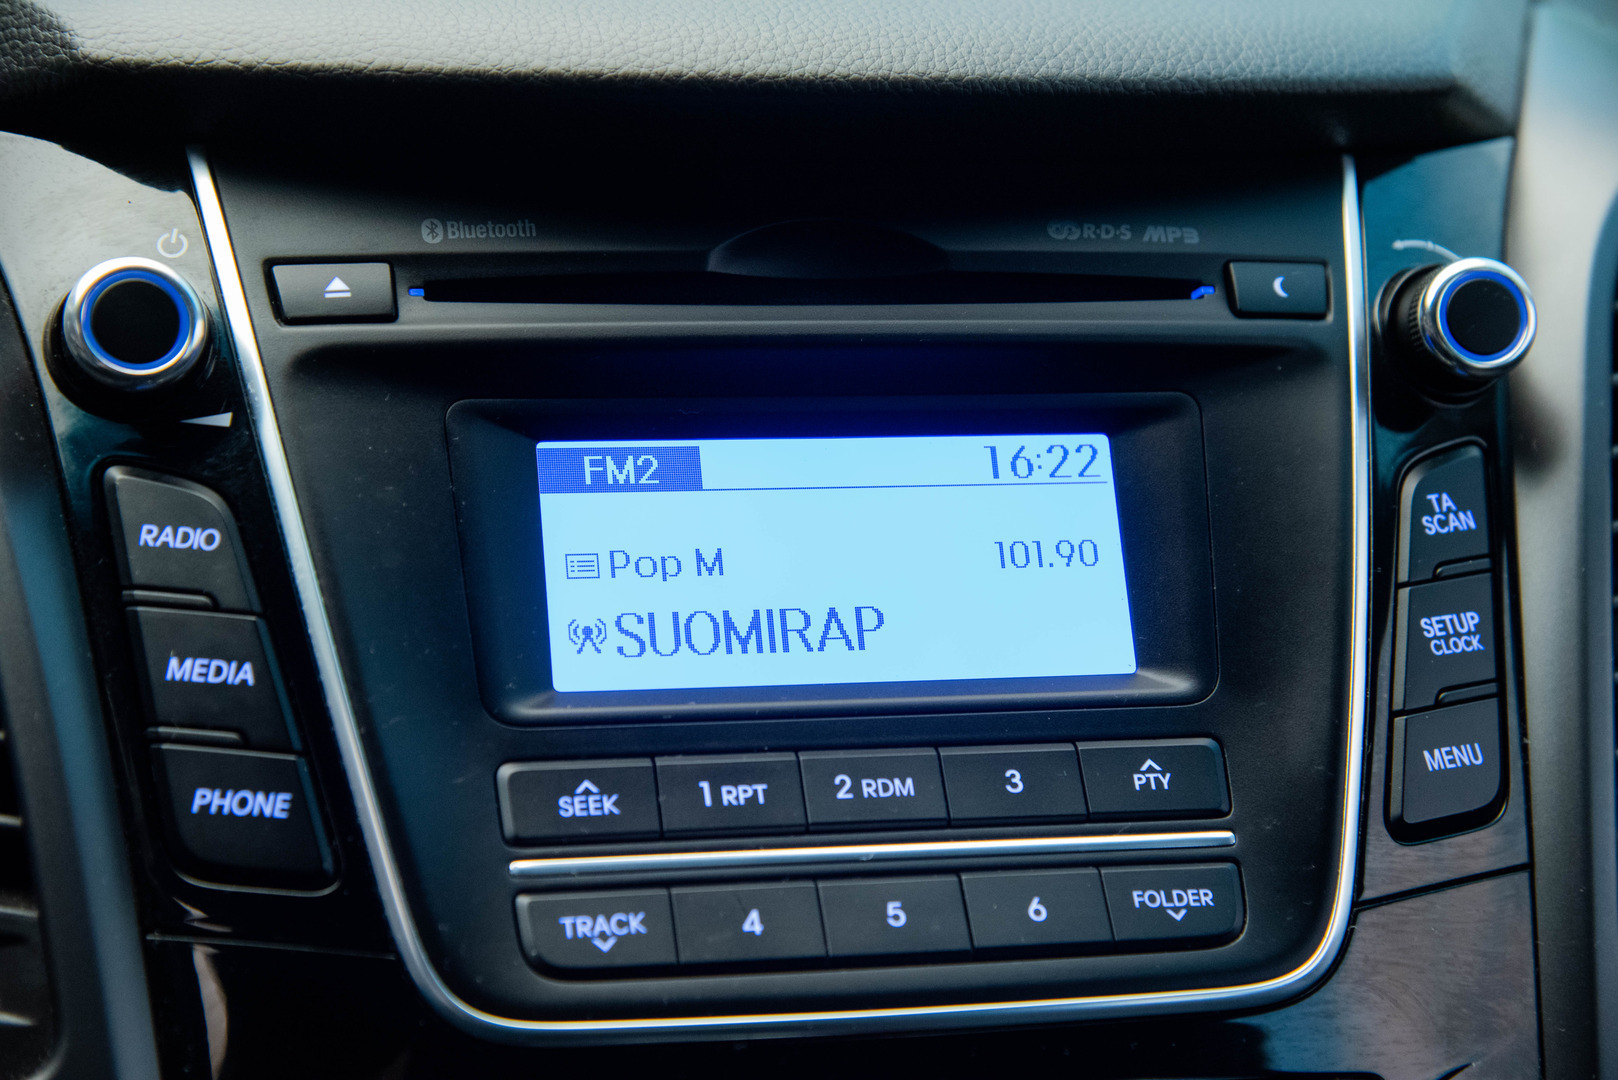 Bluetooth
R·D·S MP3
FM2 16:22
Pop M 101.90
SUOMIRAP
RADIO
MEDIA
PHONE
TA
SCAN
SETUP
CLOCK
MENU
SEEK 1 RPT 2 RDM 3 PTY
TRACK 4 5 6 FOLDER